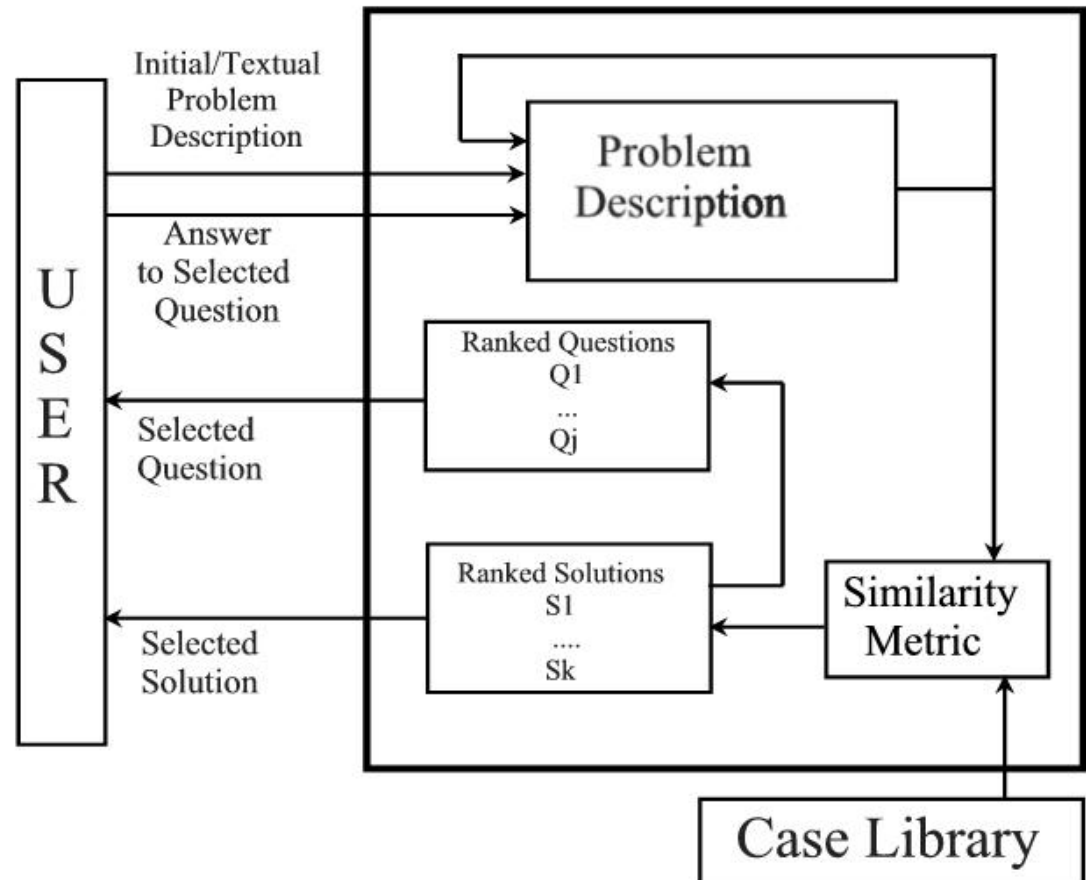 Initial/Textual
Problem
Description
Problem
Description
Answer
to Selected
Question
U
S
E
R
Ranked Questions
Q1
...
Qj
Selected
Question
Ranked Solutions
S1
....
Sk
Similarity
Metric
Selected
Solution
Case Library